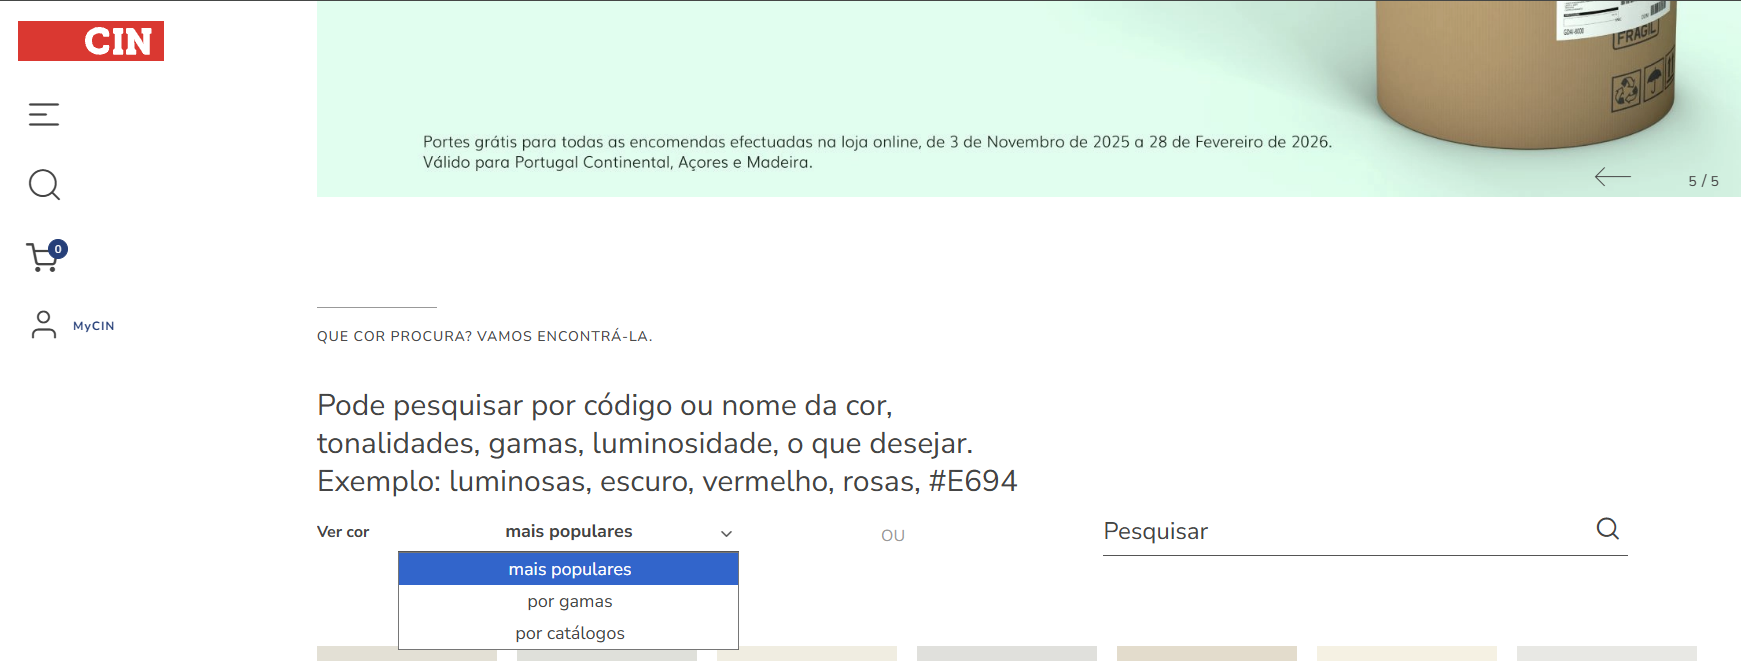 CIN
0
MyCIN
FRAGIL
Portes grátis para todas as encomendas efectuadas na loja online, de 3 de Novembro de 2025 a 28 de Fevereiro de 2026.
Válido para Portugal Continental, Açores e Madeira.
5 / 5
QUE COR PROCURA? VAMOS ENCONTRÁ-LA.
Pode pesquisar por código ou nome da cor,
tonalidades, gamas, luminosidade, o que desejar.
Exemplo: luminosas, escuro, vermelho, rosas, #E694
Ver cor mais populares OU Pesquisar
mais populares
por gamas
por catálogos